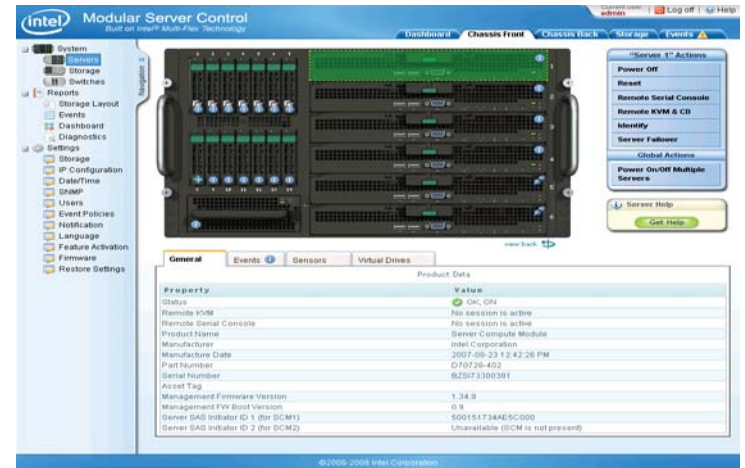 intel
Modular Server Control
Built on Intel® Multi-Flex Technology
Current user:
admin
Log off
Help
Dashboard
Chassis Front
Chassis Back
Storage
Events
System
Servers
Storage
Switches
Reports
Storage Layout
Events
Dashboard
Diagnostics
Settings
Storage
IP Configuration
Date/Time
SNMP
Users
Event Policies
Notification
Language
Feature Activation
Firmware
Restore Settings
Navigation
"Server 1" Actions
Power Off
Reset
Remote Serial Console
Remote KVM & CD
Identify
Server Failover
Global Actions
Power On/Off Multiple
Servers
Server Help
Get Help
view back
General
Events
Sensors
Virtual Drives
Product Data
Property Value
Status OK, ON
Remote KVM No session is active
Remote Serial Console No session is active
Product Name Server Compute Module
Manufacturer Intel Corporation
Manufacture Date 2007-08-23 12:42:26 PM
Part Number D70726-402
Serial Number BZSI73300381
Asset Tag
Management Firmware Version 1.34.9
Management FW Boot Version 0.8
Server SAS Initiator ID 1 (for SCM1) 500151734AE5C000
Server SAS Initiator ID 2 (for SCM2) Unavailable (SCM is not present)
©2006-2008 Intel Corporation